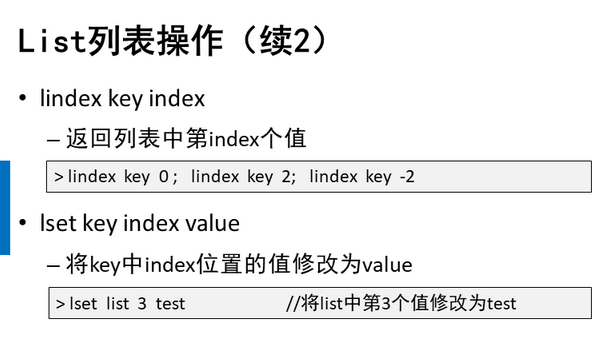 List列表操作（续2）
• lindex key index
– 返回列表中第index个值
> lindex key 0 ; lindex key 2; lindex key -2
• lset key index value
– 将key中index位置的值修改为value
> lset list 3 test //将list中第3个值修改为test